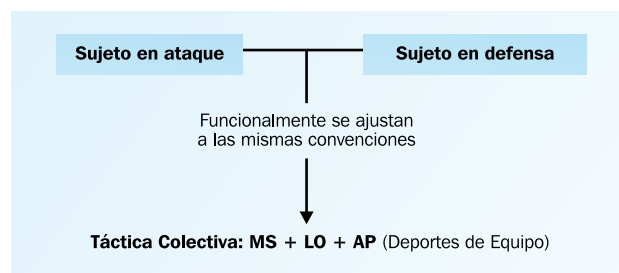 Sujeto en ataque
Sujeto en defensa
Funcionalmente se ajustan
a las mismas convenciones
Táctica Colectiva: MS + LO + AP (Deportes de Equipo)